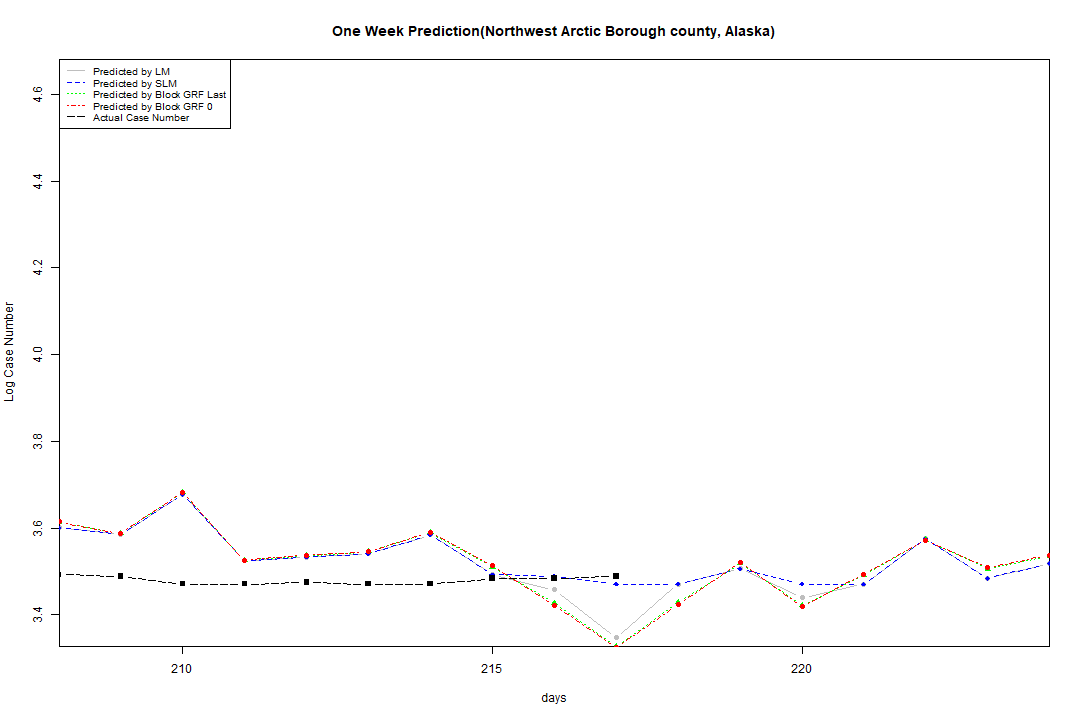 One Week Prediction(Northwest Arctic Borough county, Alaska)
Predicted by LM
Predicted by SLM
Predicted by Block GRF Last
Predicted by Block GRF 0
Actual Case Number
4.6
4.4
4.2
4.0
3.8
3.6
3.4
Log Case Number
210 215 220
days